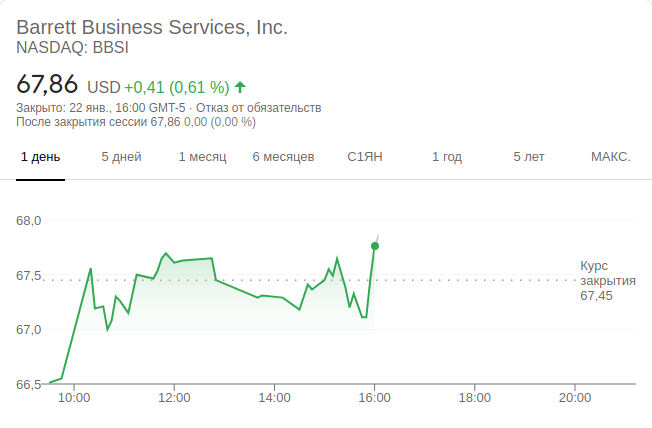 Barrett Business Services, Inc.
NASDAQ: BBSI
67,86 USD +0,41 (0,61 %)
Закрыто: 22 янв., 16:00 GMT-5 · Отказ от обязательств
После закрытия сессии 67,86 0,00 (0,00 %)
1 день 5 дней 1 месяц 6 месяцев С1ЯН 1 год 5 лет МАКС.
68,0
67,5
67,0
66,5
Курс
закрытия
67,45
10:00 12:00 14:00 16:00 18:00 20:00